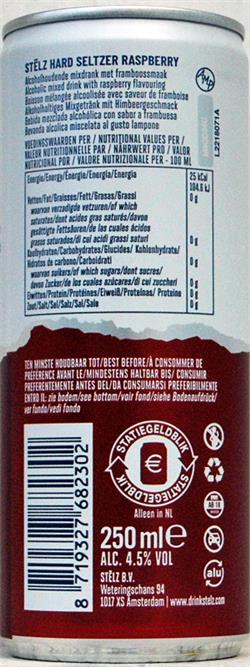 STËLZ HARD SELTZER RASPBERRY
Alcoholhoudende mixdrank met framboossmaak
Alcoholic mixed drink with raspberry flavouring
Boisson mélangée alcoolisée avec saveur de framboise
Alkoholhaltiges Mixgetränk mit Himbeergeschmack
Bebida mezclada alcohólica con sabor a frambuesa
Bevanda alcolica miscelata al gusto lampone
VOEDINGSWAARDEN PER / NUTRITIONAL VALUES PER /
VALEUR NUTRITIONNELLE PAR / NÄHRWERT PRO / VALOR
NUTRICIONAL POR / VALORE NUTRIZIONALE PER - 100 ML
Energie/Energy/Énergie/Energie/Energía/Energia
25 kCal
104.6 kJ
Vetten/Fat/Graisses/Fett/Grasas/Grassi
0g
waarvan verzadigde vetzuren/of which
saturates/dont acides gras saturés/davon
gesättigte Fettsäuren/de las cuales ácidos
grasos saturados/di cui acidi grassi saturi
0g
Koolhydraten/Carbohydrates/Glucides/Kohlenhydrate/
Hidratos de carbono/Carboidrati
0g
waarvan suikers/of which sugars/dont sucres/
davon Zucker/de los cuales azúcares/di cui zuccheri
0g
Eiwitten/Protein/Protéines/Eiweiß/Proteínas/Proteine
0g
Zout/Salt/Sel/Salz/Sal/Sale
0g
L2218071A
TEN MINSTE HOUDBAAR TOT/BEST BEFORE/À CONSOMMER DE
PREFERENCE AVANT LE/MINDESTENS HALTBAR BIS/ CONSUMIR
PREFERENTEMENTE ANTES DEL/DA CONSUMARSI PREFERIBILMENTE
ENTRO IL: zie bodem/see bottom/voir fond/siehe Bodenaufdruck/
ver fundo/vedi fondo
8 719327 682302
STATIEGELDBLIK
€
STATIEGELDBLIK
Alleen in NL
250 ml e
ALC. 4.5% VOL
STËLZ B.V.
Weteringschans 94
1017 XS Amsterdam | www.drinkstelz.com
AB 18
alu